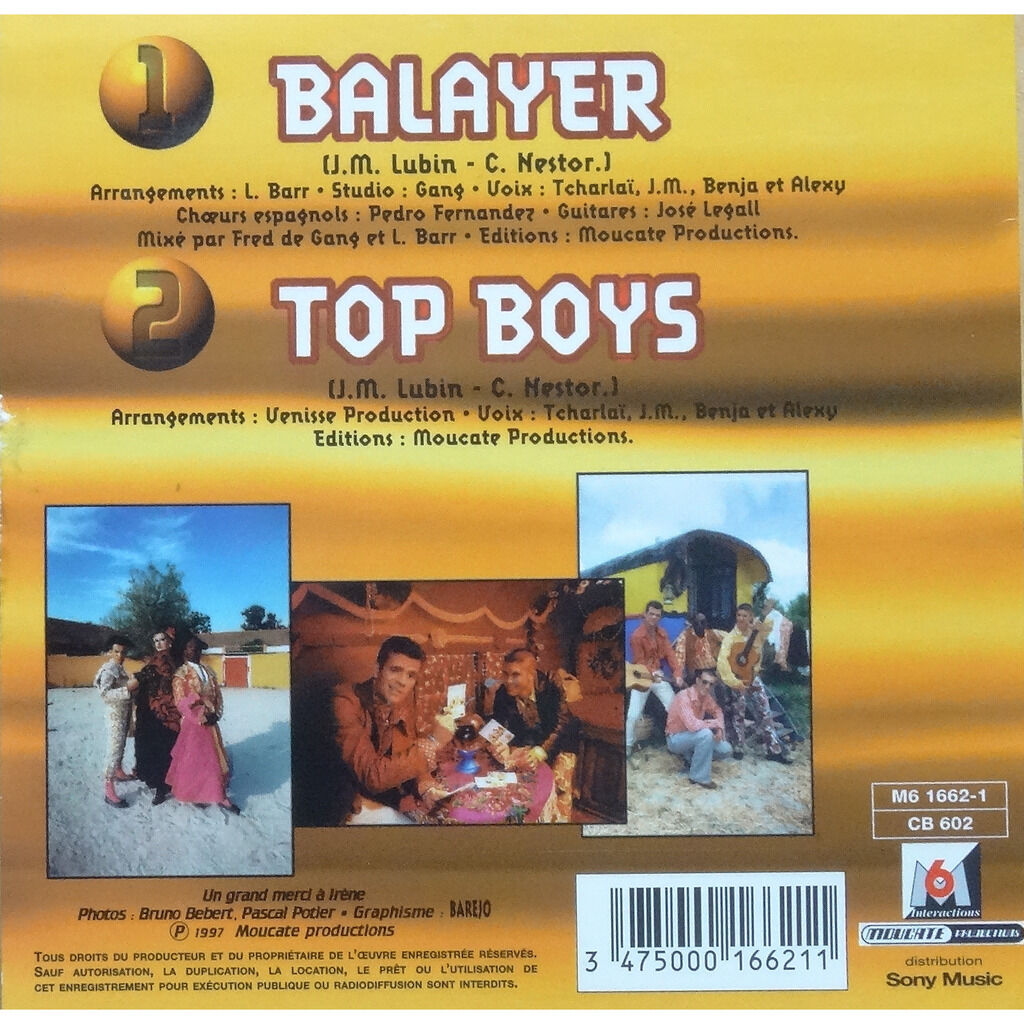 1 BALAYER
(J.M. Lubin - C. Nestor.)
Arrangements : L. Barr • Studio : Gang • Voix : Tcharlaï, J.M., Benja et Alexy
Chœurs espagnols : Pedro Fernandez • Guitares : José Legall
Mixé par Fred de Gang et L. Barr • Editions : Moucate Productions.
2 TOP BOYS
(J.M. Lubin - C. Nestor.)
Arrangements : Venisse Production • Voix : Tcharlaï, J.M., Benja et Alexy
Editions : Moucate Productions.
Un grand merci à Irène
Photos : Bruno Bebert, Pascal Potier • Graphisme : BAREJO
Ⓟ 1997 Moucate productions
TOUS DROITS DU PRODUCTEUR ET DU PROPRIÉTAIRE DE L'ŒUVRE ENREGISTRÉE RÉSERVÉS.
SAUF AUTORISATION, LA DUPLICATION, LA LOCATION, LE PRÊT OU L'UTILISATION DE
CET ENREGISTREMENT POUR EXÉCUTION PUBLIQUE OU RADIODIFFUSION SONT INTERDITS.
3 475000 166211
M6 1662-1
CB 602
M6
Interactions
MOUCATE PRODUCTIONS
distribution
Sony Music